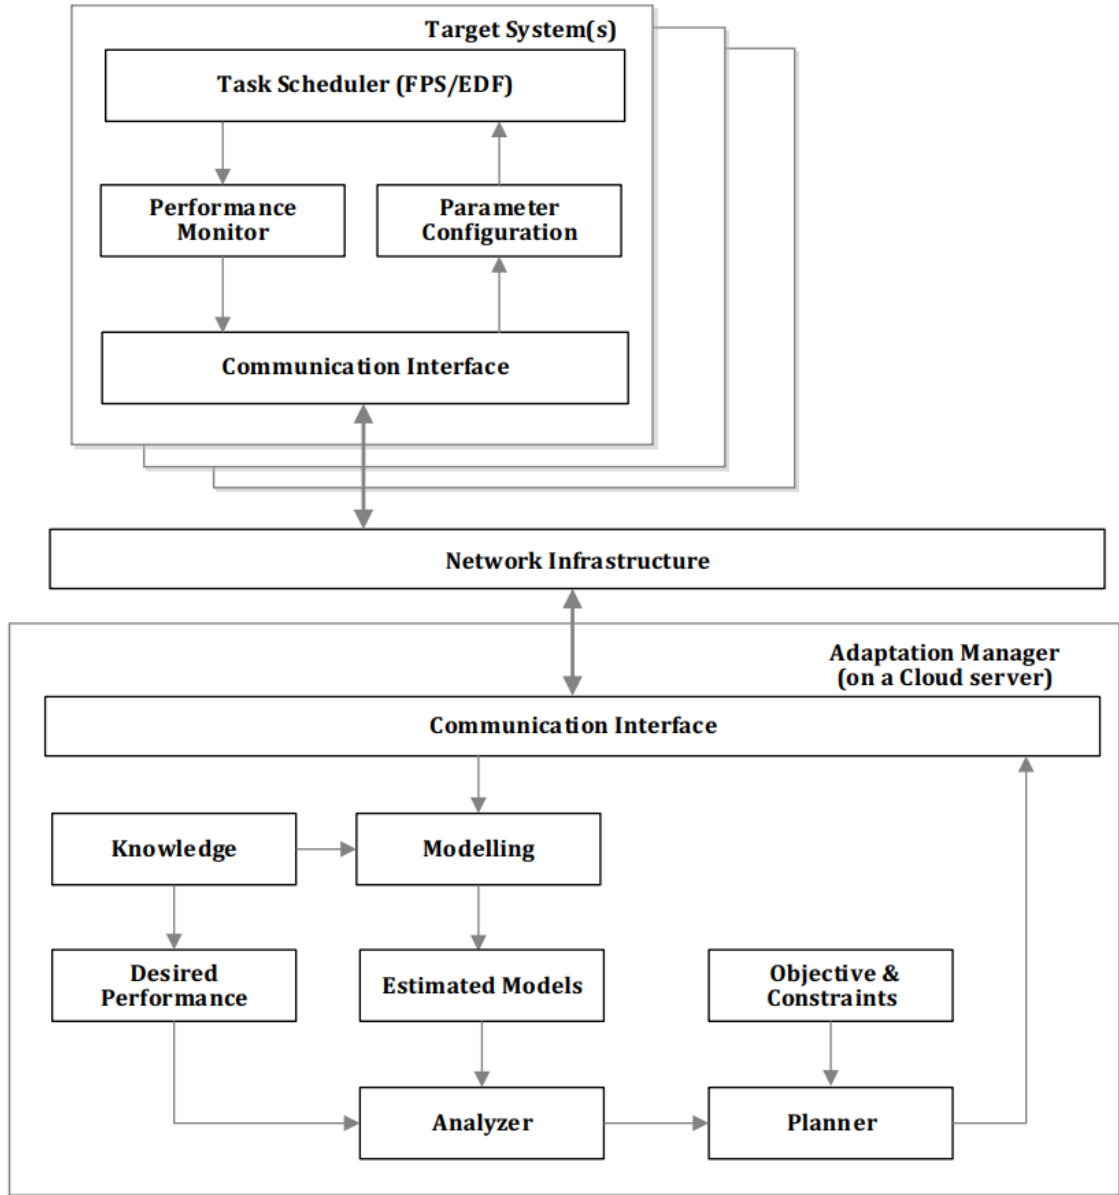 Target System(s)
Task Scheduler (FPS/EDF)
Performance
Monitor
Parameter
Configuration
Communication Interface
Network Infrastructure
Adaptation Manager
(on a Cloud server)
Communication Interface
Knowledge
Modelling
Desired
Performance
Estimated Models
Objective &
Constraints
Analyzer
Planner